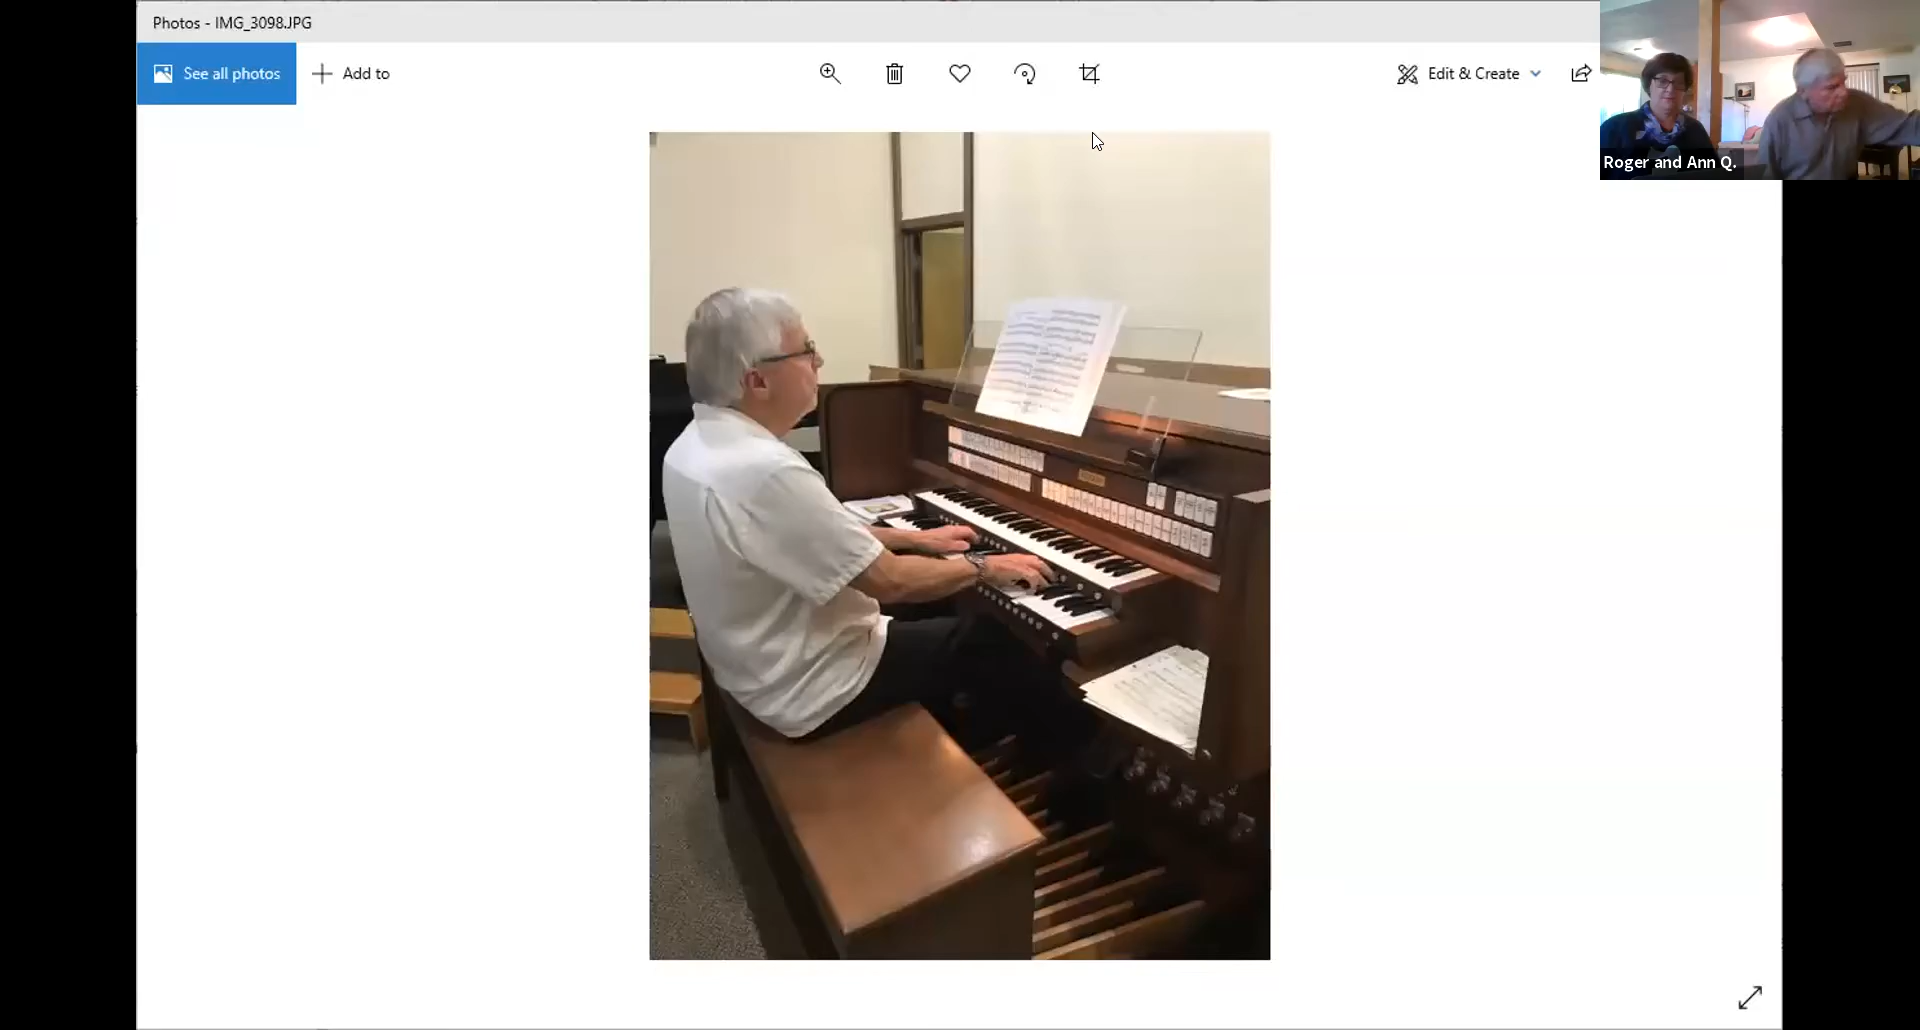 Photos - IMG_3098.JPG
See all photos
Add to
Edit & Create
Roger and Ann Q.